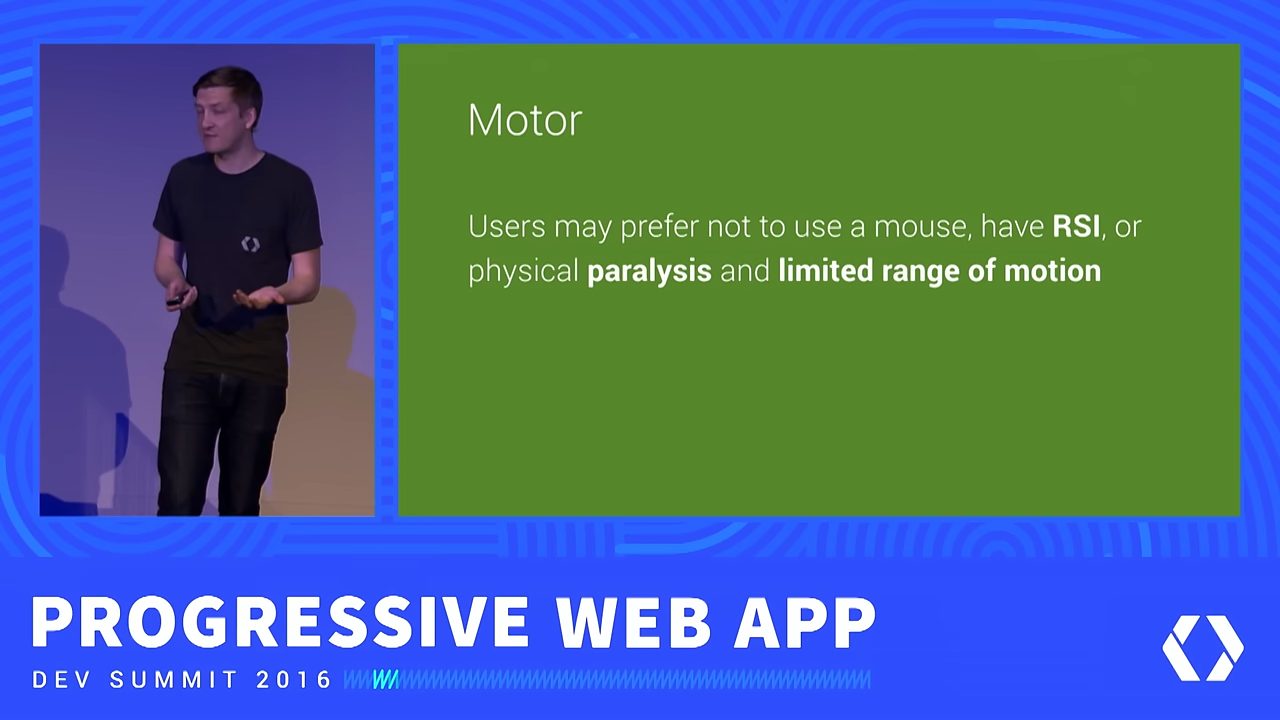 Motor
Users may prefer not to use a mouse, have RSI, or
physical paralysis and limited range of motion
PROGRESSIVE WEB APP
DEV SUMMIT 2016